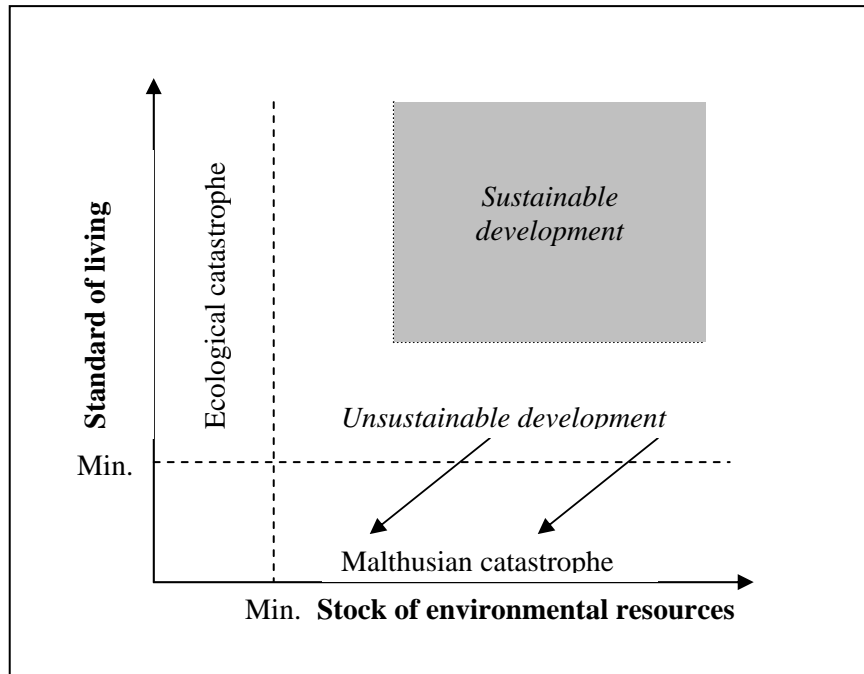 Standard of living
Ecological catastrophe
Sustainable
development
Unsustainable development
Min.
Malthusian catastrophe
Min. Stock of environmental resources